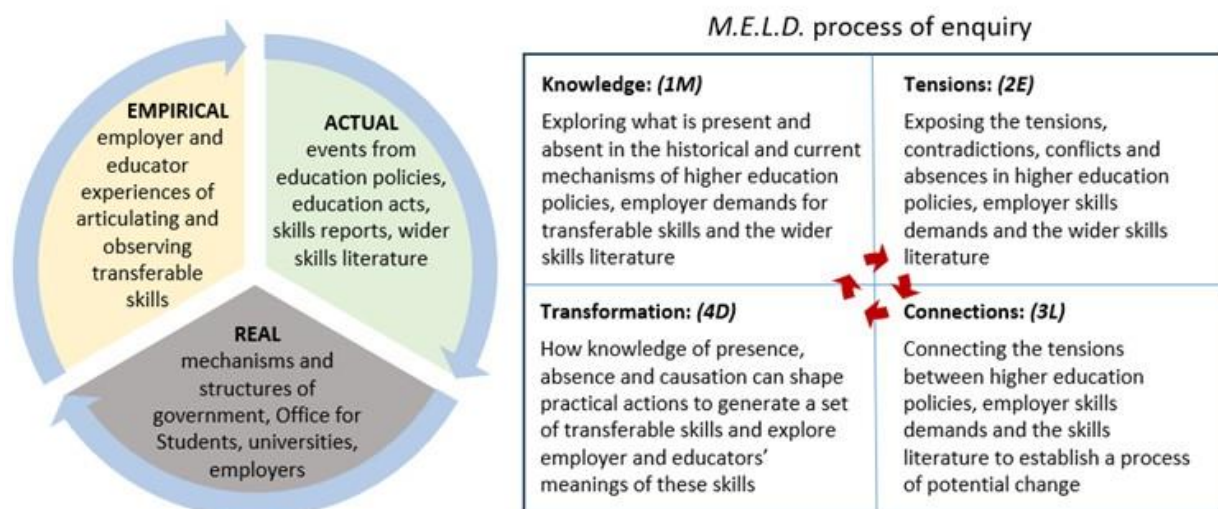 EMPIRICAL
employer and
educator
experiences of
articulating and
observing
transferable
skills
ACTUAL
events from
education policies,
education acts,
skills reports, wider
skills literature
REAL
mechanisms and
structures of
government, Office for
Students, universities,
employers
M.E.L.D. process of enquiry
Knowledge: (1M)
Exploring what is present and
absent in the historical and current
mechanisms of higher education
policies, employer demands for
transferable skills and the wider
skills literature
Tensions: (2E)
Exposing the tensions,
contradictions, conflicts and
absences in higher education
policies, employer skills
demands and the wider skills
literature
Transformation: (4D)
How knowledge of presence,
absence and causation can shape
practical actions to generate a set
of transferable skills and explore
employer and educators’
meanings of these skills
Connections: (3L)
Connecting the tensions
between higher education
policies, employer skills
demands and the skills
literature to establish a process
of potential change